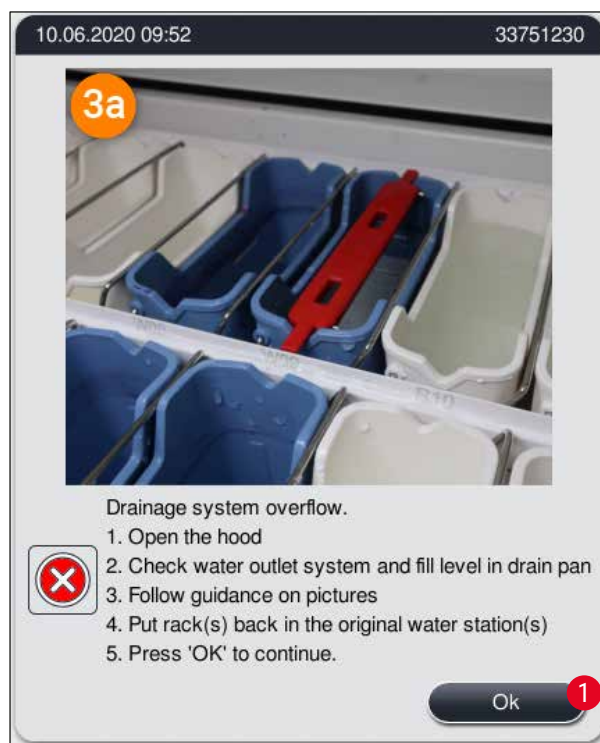 10.06.2020 09:52 33751230
3a
W09
R10
Drainage system overflow.
1. Open the hood
2. Check water outlet system and fill level in drain pan
3. Follow guidance on pictures
4. Put rack(s) back in the original water station(s)
5. Press 'OK' to continue.
Ok 1